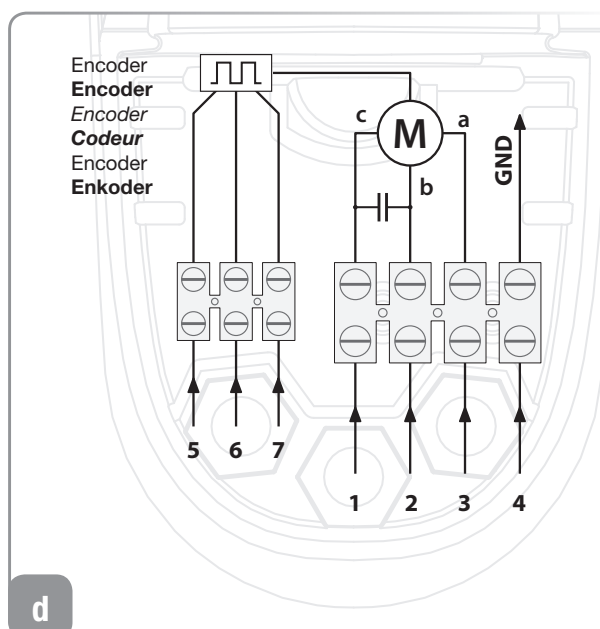 Encoder
Encoder
Encoder
Codeur
Encoder
Enkoder
c
M
a
b
GND
5 6 7
1 2 3 4
d